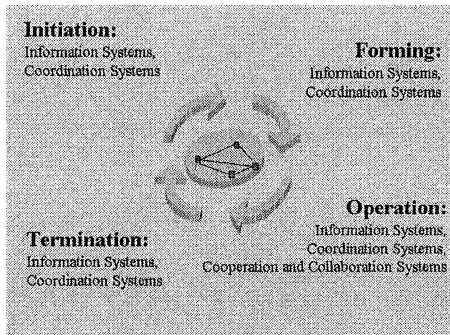 Initiation:
Information Systems,
Coordination Systems
Forming:
Information Systems,
Coordination Systems
Operation:
Information Systems,
Coordination Systems,
Cooperation and Collaboration Systems
Termination:
Information Systems,
Coordination Systems